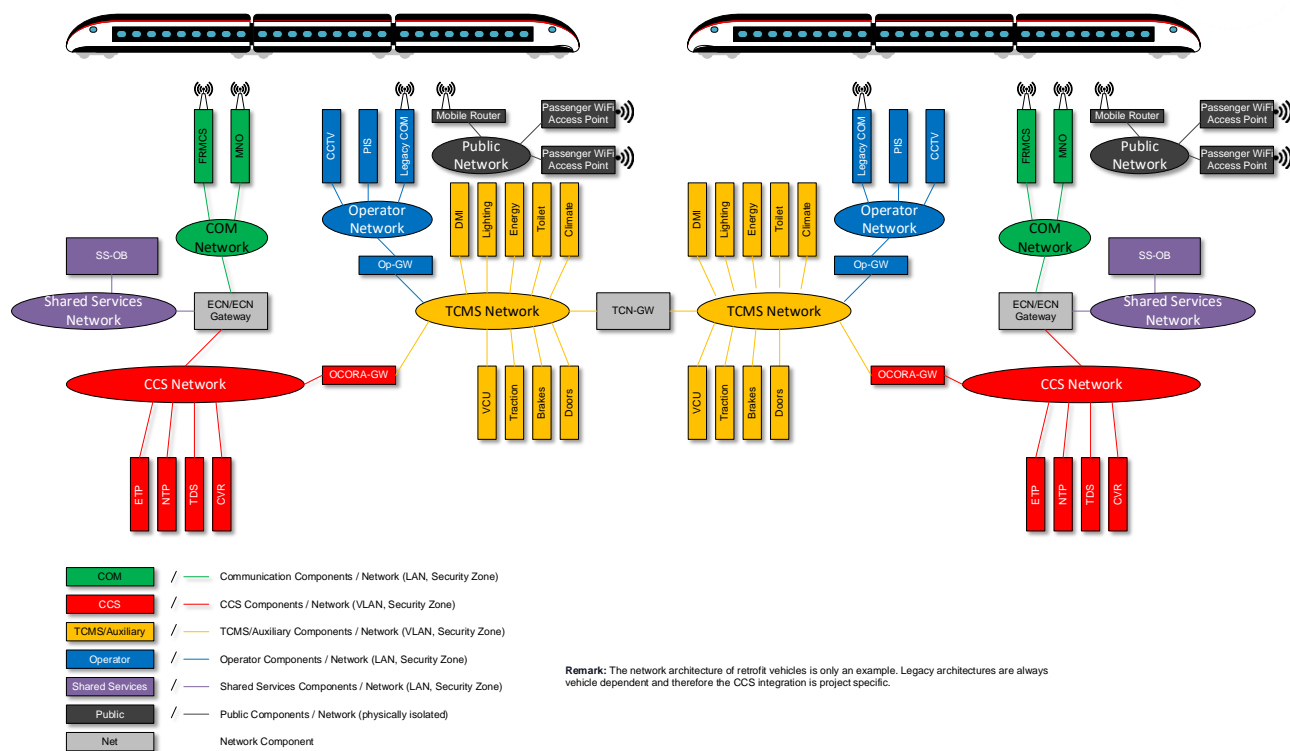 FRMCS
MNO
CCTV
PIS
Legacy COM
Mobile Router
Passenger WiFi
Access Point
Public
Network
Passenger WiFi
Access Point
COM
Network
Operator
Network
DMI
Lighting
Energy
Toilet
Climate
SS-OB
Op-GW
Shared Services
Network
ECN/ECN
Gateway
TCMS Network
TCN-GW
CCS Network
OCORA-GW
VCU
Traction
Brakes
Doors
ETP
NTP
TDS
CVR
DMI
Lighting
Energy
Toilet
Climate
Legacy COM
PIS
CCTV
Operator
Network
Op-GW
TCMS Network
VCU
Traction
Brakes
Doors
FRMCS
MNO
Mobile Router
Passenger WiFi
Access Point
Public
Network
Passenger WiFi
Access Point
COM
Network
SS-OB
ECN/ECN
Gateway
Shared Services
Network
OCORA-GW
CCS Network
ETP
NTP
TDS
CVR
COM / Communication Components / Network (LAN, Security Zone)
CCS / CCS Components / Network (VLAN, Security Zone)
TCMS/Auxiliary / TCMS/Auxiliary Components / Network (VLAN, Security Zone)
Operator / Operator Components / Network (LAN, Security Zone)
Shared Services / Shared Services Components / Network (LAN, Security Zone)
Public / Public Components / Network (physically isolated)
Net Network Component
Remark: The network architecture of retrofit vehicles is only an example. Legacy architectures are always
vehicle dependent and therefore the CCS integration is project specific.